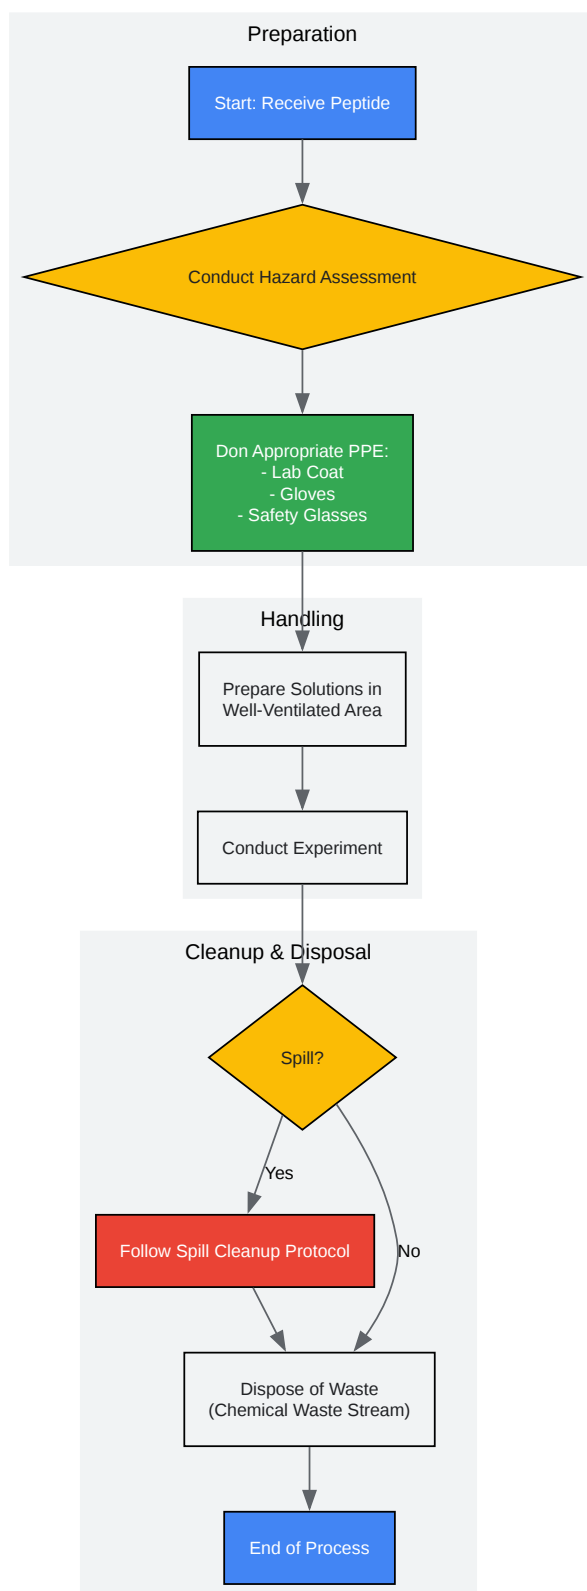 Preparation
Start: Receive Peptide
Conduct Hazard Assessment
Don Appropriate PPE:
- Lab Coat
- Gloves
- Safety Glasses
Handling
Prepare Solutions in
Well-Ventilated Area
Conduct Experiment
Cleanup & Disposal
Spill?
Yes
Follow Spill Cleanup Protocol
No
Dispose of Waste
(Chemical Waste Stream)
End of Process